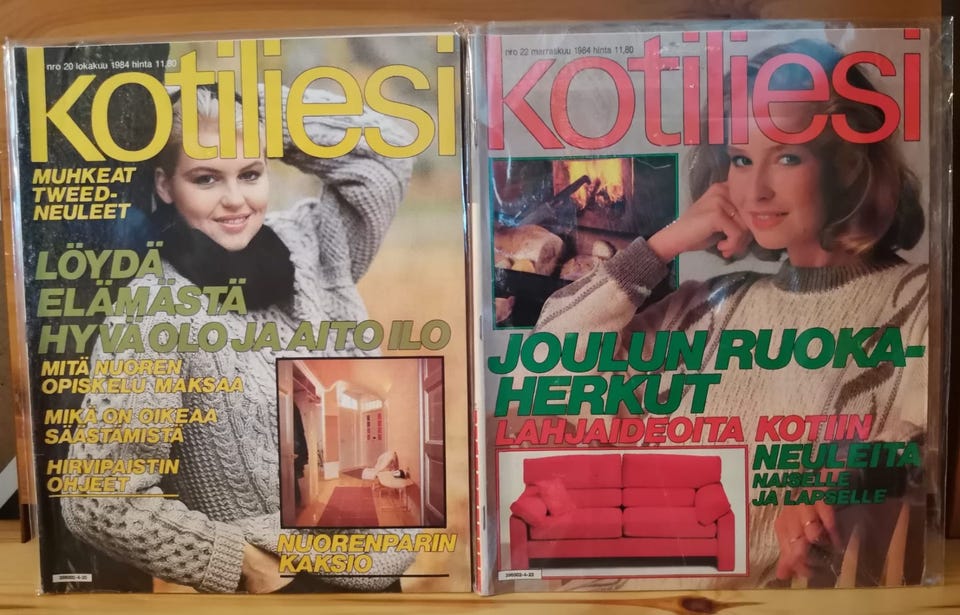 nro 20 lokakuu 1984 hinta 11,80
kotiliesi
MUHKEAT
TWEED-
NEULEET
LÖYDÄ
ELÄMÄSTÄ
HYVÄ OLO JA AITO ILO
MITÄ NUOREN
OPISKELU MAKSAA
MIKÄ ON OIKEAA
SÄÄSTÄMISTÄ
HIRVIPAISTIN
OHJEET
NUORENPARIN
KAKSIO
nro 22 marraskuu 1984 hinta 11,80
kotiliesi
JOULUN RUOKA-
HERKUT
LAHJAIDEOITA KOTIIN
NEULEITA
NAISELLE
JA LAPSELLE